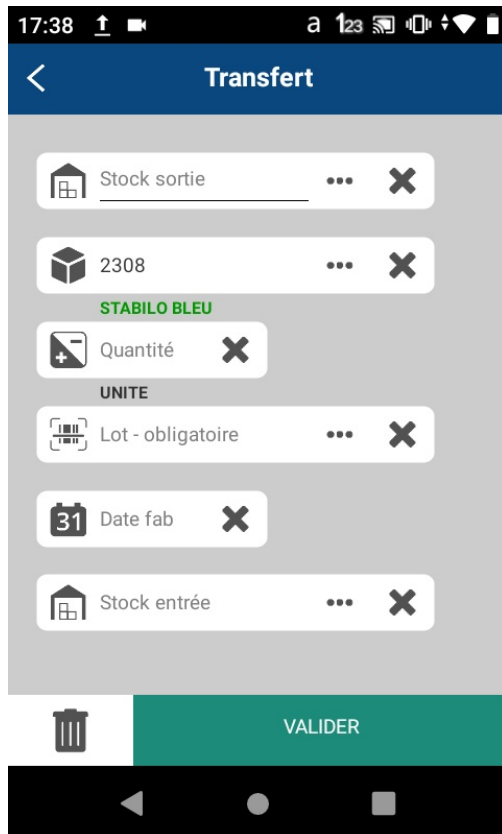 17:38 a 123
Transfert
Stock sortie
2308
STABILO BLEU
Quantité
UNITE
Lot - obligatoire
31 Date fab
Stock entrée
VALIDER